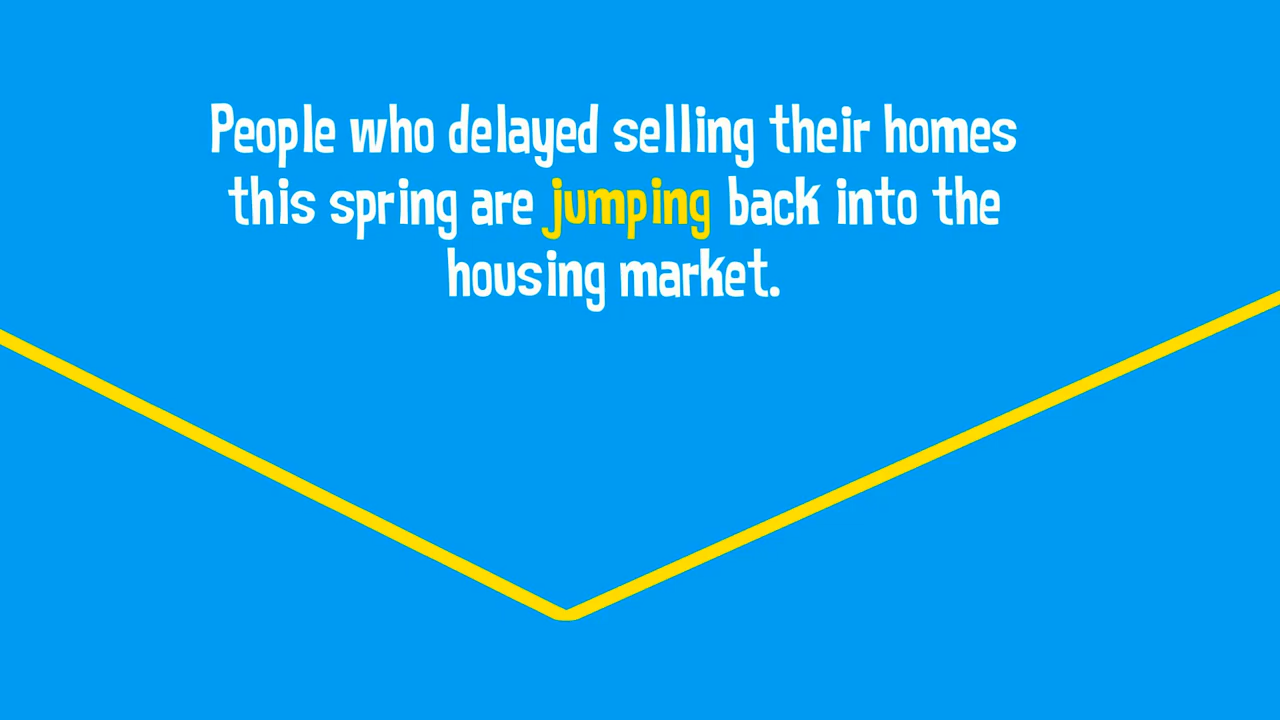 People who delayed selling their homes
this spring are jumping back into the
housing market.